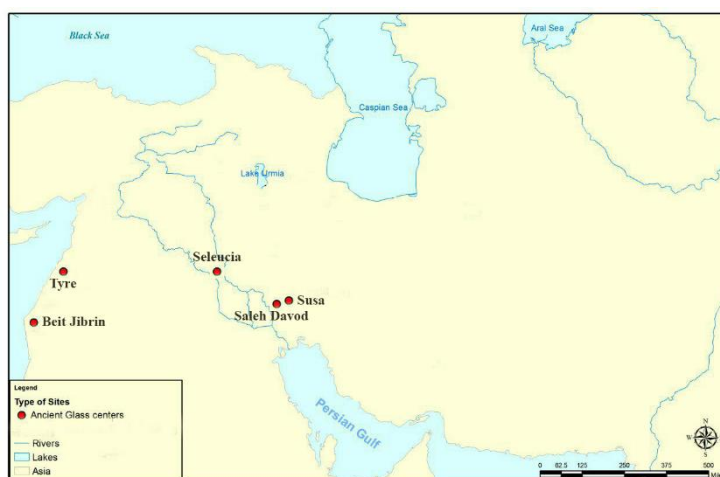 Black Sea
Aral Sea
Caspian Sea
Lake Urmia
Seleucia
Tyre
Susa
Saleh Davod
Beit Jibrin
Persian Gulf
Legend
Type of Sites
Ancient Glass centers
Rivers
Lakes
Asia
N
W
S
0 62.5 125 250 375 500